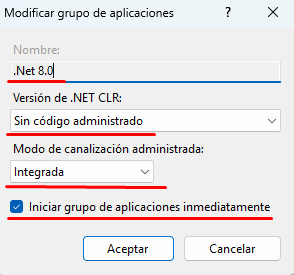 Modificar grupo de aplicaciones
?
Nombre:
.Net 8.0
Versión de .NET CLR:
Sin código administrado
Modo de canalización administrada:
Integrada
Iniciar grupo de aplicaciones inmediatamente
Aceptar
Cancelar